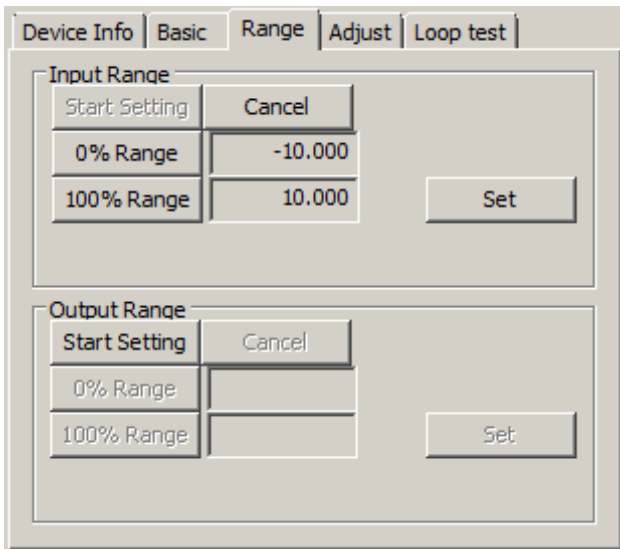 Device Info Basic Range Adjust Loop test
Input Range
Start Setting Cancel
0% Range -10.000
100% Range 10.000 Set
Output Range
Start Setting Cancel
0% Range
100% Range Set